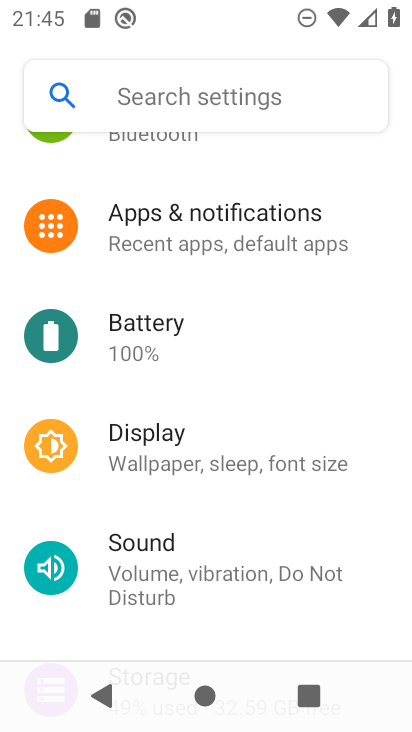 21:45
Search settings
Bluetooth
Apps & notifications
Recent apps, default apps
Battery
100%
Display
Wallpaper, sleep, font size
Sound
Volume, vibration, Do Not
Disturb
Storage
49% used - 32.59 GB free